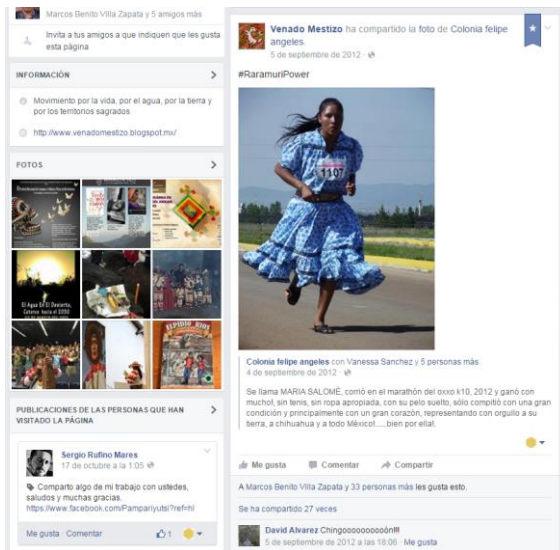 Marcos Benito Villa Zapata y 5 amigos más
Invita a tus amigos a que indiquen que les gusta
esta página
INFORMACIÓN
Movimiento por la vida, por el agua, por la tierra y
por los territorios sagrados
http://www.venadomestizo.blogspot.mx/
FOTOS
El Agua En El Desierto,
ELPIDIO RIOS
PUBLICACIONES DE LAS PERSONAS QUE HAN
VISITADO LA PÁGINA
Sergio Rufino Mares
17 de octubre a la 1:05
Comparto algo de mi trabajo con ustedes,
saludos y muchas gracias.
https://www.facebook.com/Pampariyutsi?ref=hl
Me gusta · Comentar
1
Venado Mestizo ha compartido la foto de Colonia felipe
angeles.
5 de septiembre de 2012 ·
#RaramuriPower
1107
Colonia felipe angeles con Vanessa Sanchez y 5 personas más
4 de septiembre de 2012 ·
Se llama MARIA SALOMÉ, corrió en el marathón del oxxo k10, 2012 y ganó con
muchoI, sin tenis, sin ropa apropiada, con su pelo suelto, sólo compitió con una gran
condición y principalmente con un gran corazón, representando con orgullo a su
tierra, a chihuahua y a todo México!.....bien por ella!.
Me gusta
Comentar
Compartir
A Marcos Benito Villa Zapata y 33 personas más les gusta esto.
Se ha compartido 27 veces
David Alvarez Chingoooooooooón!!!
5 de septiembre de 2012 a las 18:06 · Me gusta